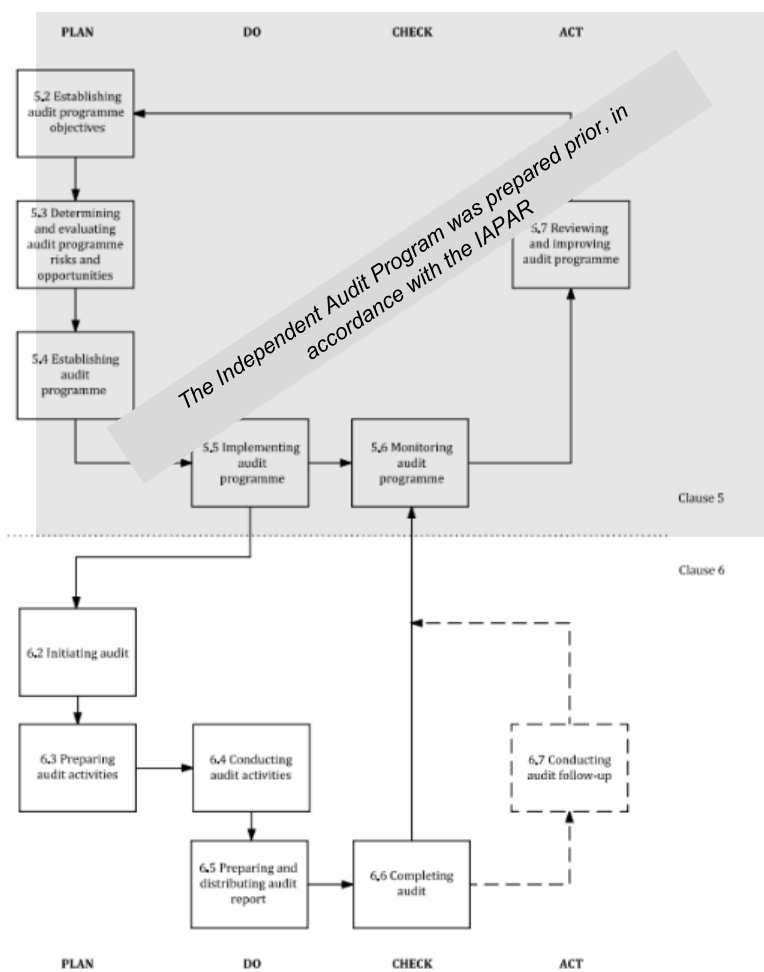 PLAN DO CHECK ACT
5.2 Establishing
audit programme
objectives
5.3 Determining
and evaluating
audit programme
risks and
opportunities
5.4 Establishing
audit
programme
The Independent Audit Program was prepared prior, in
accordance with the IAPAR
5.7 Reviewing
and improving
audit programme
5.5 Implementing
audit
programme
5.6 Monitoring
audit
programme
Clause 5
Clause 6
6.2 Initiating audit
6.3 Preparing
audit activities
6.4 Conducting
audit activities
6.7 Conducting
audit follow-up
6.5 Preparing and
distributing audit
report
6.6 Completing
audit
PLAN DO CHECK ACT